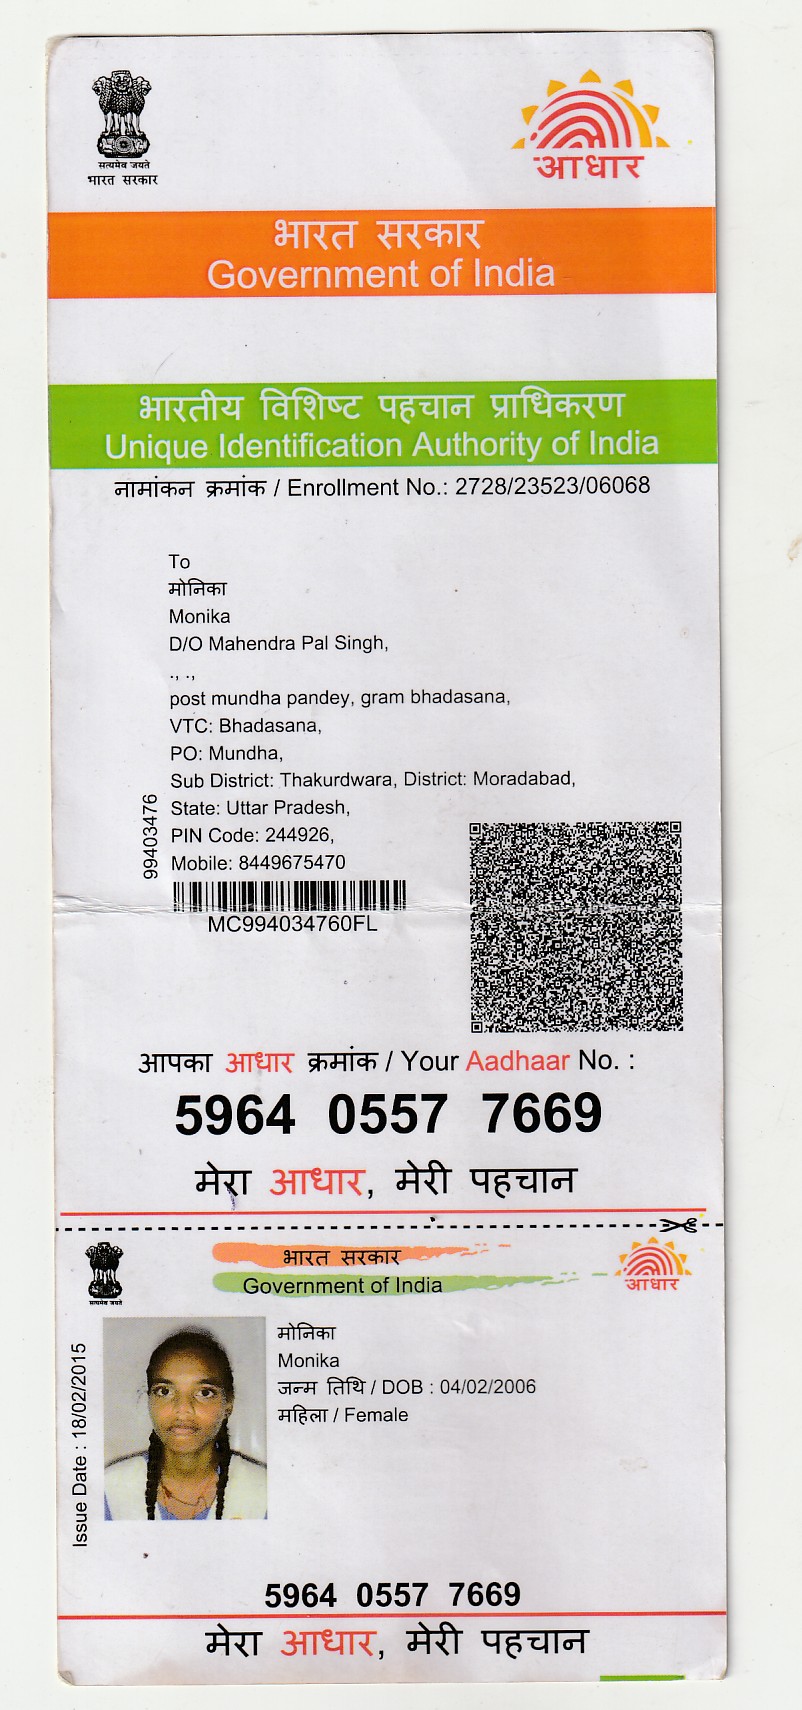 सत्यमेव जयते
भारत सरकार
आधार
भारत सरकार
Government of India
भारतीय विशिष्ट पहचान प्राधिकरण
Unique Identification Authority of India
नामांकन क्रमांक / Enrollment No.: 2728/23523/06068
To
मोनिका
Monika
D/O Mahendra Pal Singh,
., .,
post mundha pandey, gram bhadasana,
VTC: Bhadasana,
PO: Mundha,
Sub District: Thakurdwara, District: Moradabad,
State: Uttar Pradesh,
PIN Code: 244926,
Mobile: 8449675470
99403476
MC994034760FL
आपका आधार क्रमांक / Your Aadhaar No. :
5964 0557 7669
मेरा आधार, मेरी पहचान
सत्यमेव जयते
भारत सरकार
Government of India
आधार
Issue Date : 18/02/2015
मोनिका
Monika
जन्म तिथि / DOB : 04/02/2006
महिला / Female
5964 0557 7669
मेरा आधार, मेरी पहचान